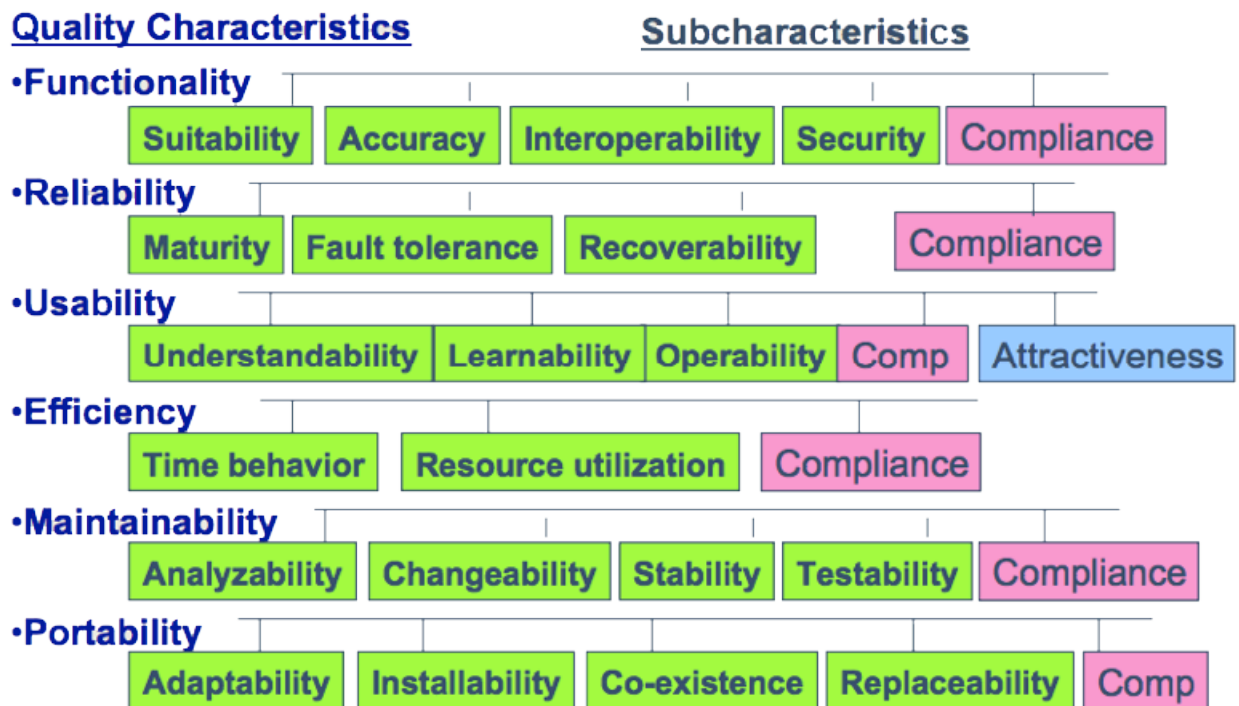 Quality Characteristics Subcharacteristics
•Functionality
Suitability Accuracy Interoperability Security Compliance
•Reliability
Maturity Fault tolerance Recoverability Compliance
•Usability
Understandability Learnability Operability Comp Attractiveness
•Efficiency
Time behavior Resource utilization Compliance
•Maintainability
Analyzability Changeability Stability Testability Compliance
•Portability
Adaptability Installability Co-existence Replaceability Comp